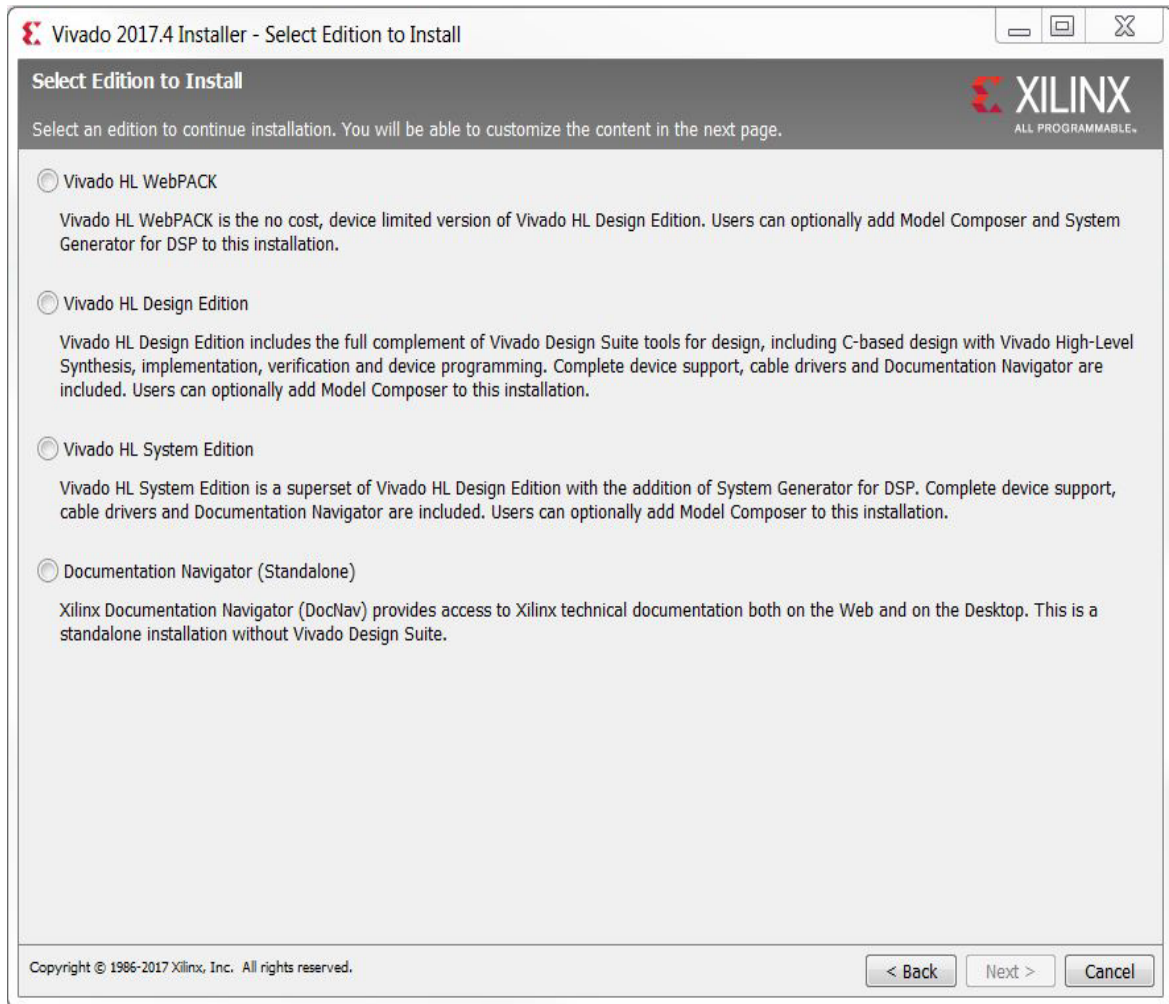 Vivado 2017.4 Installer - Select Edition to Install
Select Edition to Install
Select an edition to continue installation. You will be able to customize the content in the next page.
XILINX
ALL PROGRAMMABLE™
Vivado HL WebPACK
Vivado HL WebPACK is the no cost, device limited version of Vivado HL Design Edition. Users can optionally add Model Composer and System
Generator for DSP to this installation.
Vivado HL Design Edition
Vivado HL Design Edition includes the full complement of Vivado Design Suite tools for design, including C-based design with Vivado High-Level
Synthesis, implementation, verification and device programming. Complete device support, cable drivers and Documentation Navigator are
included. Users can optionally add Model Composer to this installation.
Vivado HL System Edition
Vivado HL System Edition is a superset of Vivado HL Design Edition with the addition of System Generator for DSP. Complete device support,
cable drivers and Documentation Navigator are included. Users can optionally add Model Composer to this installation.
Documentation Navigator (Standalone)
Xilinx Documentation Navigator (DocNav) provides access to Xilinx technical documentation both on the Web and on the Desktop. This is a
standalone installation without Vivado Design Suite.
Copyright © 1986-2017 Xilinx, Inc. All rights reserved.
< Back
Next >
Cancel